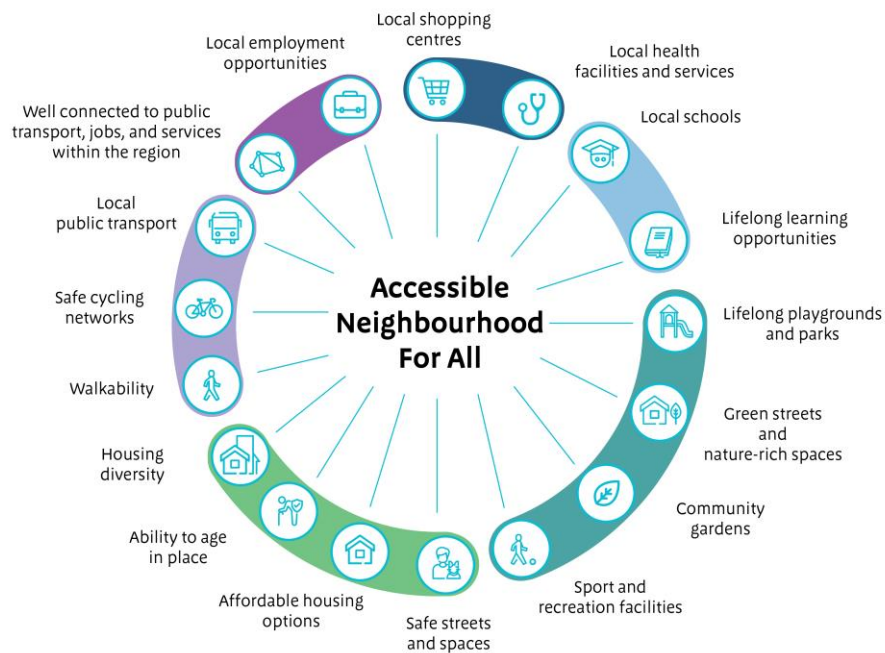 Local shopping
centres
Local health
facilities and services
Local schools
Lifelong learning
opportunities
Lifelong playgrounds
and parks
Green streets
and
nature-rich spaces
Community
gardens
Sport and
recreation facilities
Safe streets
and spaces
Affordable housing
options
Ability to age
in place
Housing
diversity
Walkability
Safe cycling
networks
Local
public transport
Well connected to public
transport, jobs, and services
within the region
Local employment
opportunities
Accessible
Neighbourhood
For All